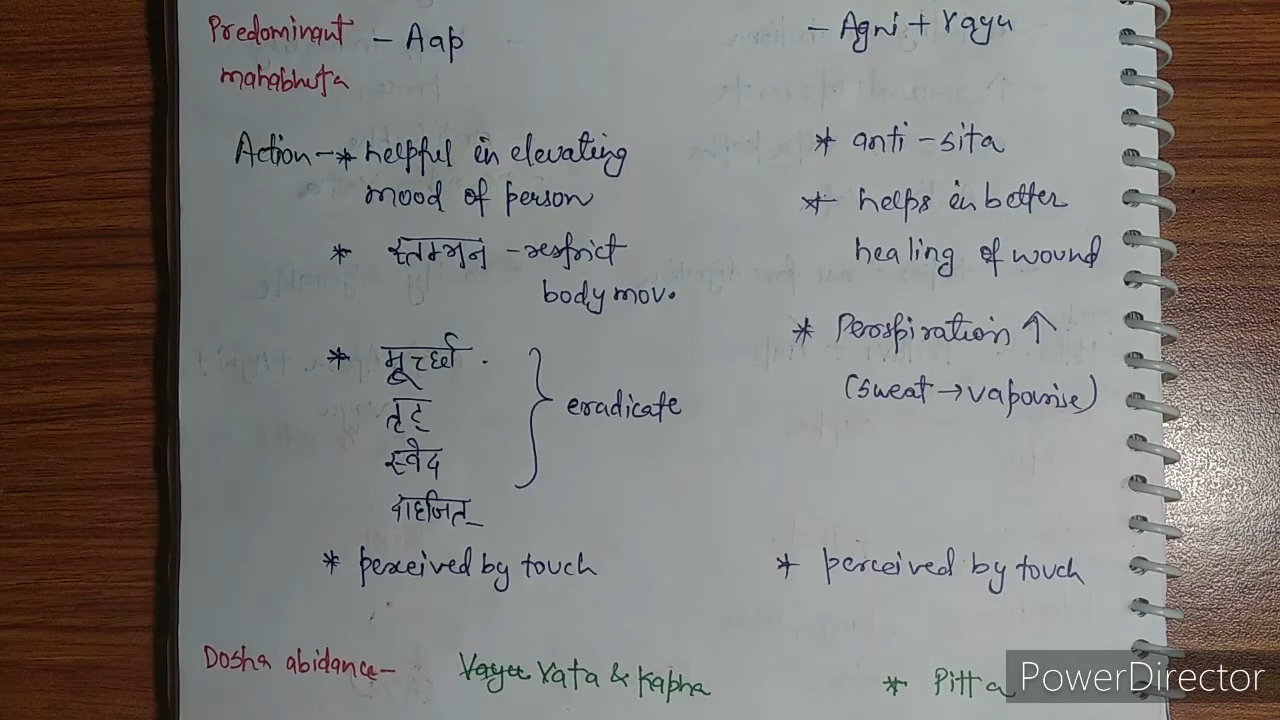 Predominant - Aap
mahabhuta
- Agni + Vayu
Action - * helpful in elevating
mood of person
* स्तम्भन - restrict
body mov.
* मूर्च्छा .
तृट्
स्वेद
दाहजित्
} eradicate
* perceived by touch
* anti - sita
* helps in better
healing of wound
* Perospiration ↑
(sweat → vapourise)
* perceived by touch
Dosha abidance - Vayu Vata & Kapha
* Pitta
PowerDirector